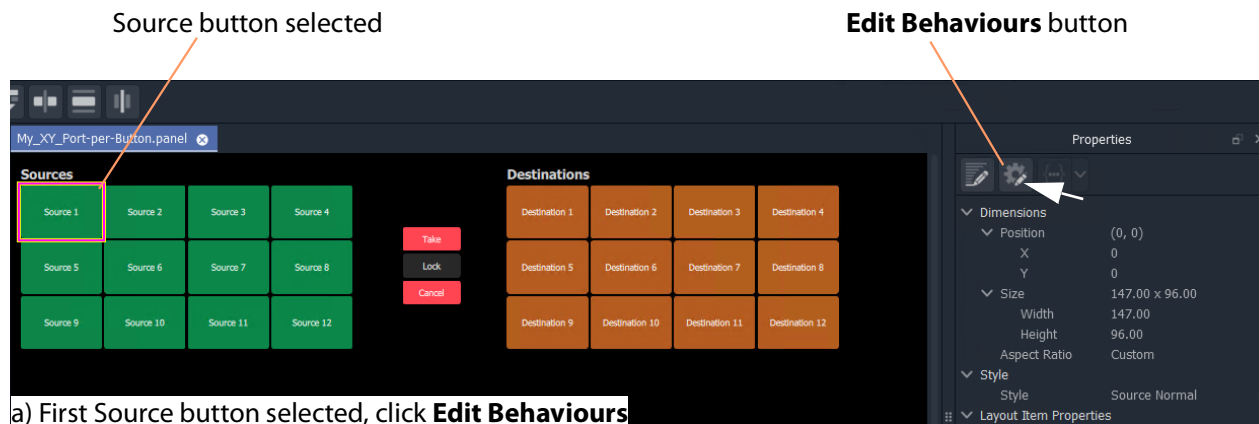 Source button selected
Edit Behaviours button
My_XY_Port-per-Button.panel
Properties
Sources
Destinations
Source 1 Source 2 Source 3 Source 4
Destination 1 Destination 2 Destination 3 Destination 4
Take
Source 5 Source 6 Source 7 Source 8
Lock
Destination 5 Destination 6 Destination 7 Destination 8
Cancel
Source 9 Source 10 Source 11 Source 12
Destination 9 Destination 10 Destination 11 Destination 12
Dimensions
Position (0, 0)
X 0
Y 0
Size 147.00 x 96.00
Width 147.00
Height 96.00
Aspect Ratio Custom
Style
Style Source Normal
Layout Item Properties
a) First Source button selected, click Edit Behaviours